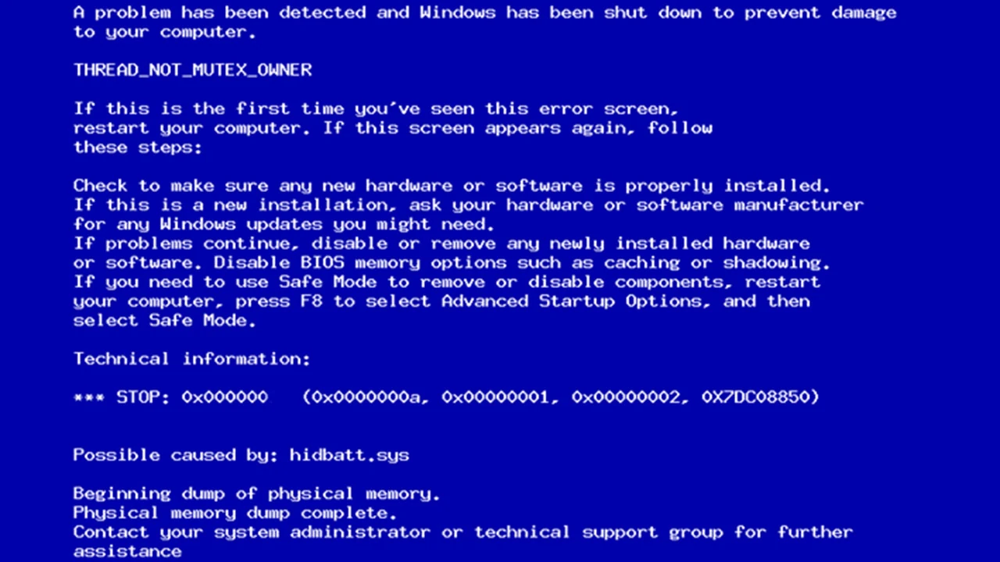 A problem has been detected and Windows has been shut down to prevent damage
to your computer.
THREAD_NOT_MUTEX_OWNER
If this is the first time you've seen this error screen,
restart your computer. If this screen appears again, follow
these steps:
Check to make sure any new hardware or software is properly installed.
If this is a new installation, ask your hardware or software manufacturer
for any Windows updates you might need.
If problems continue, disable or remove any newly installed hardware
or software. Disable BIOS memory options such as caching or shadowing.
If you need to use Safe Mode to remove or disable components, restart
your computer, press F8 to select Advanced Startup Options, and then
select Safe Mode.
Technical information:
*** STOP: 0x000000 (0x0000000a, 0x00000001, 0x00000002, 0X7DC08850)
Possible caused by: hidbatt.sys
Beginning dump of physical memory.
Physical memory dump complete.
Contact your system administrator or technical support group for further
assistance